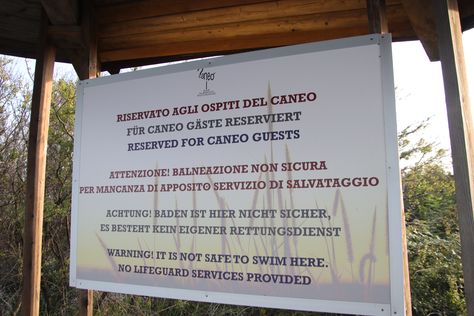 Caneo
RISERVATO AGLI OSPITI DEL CANEO
FÜR CANEO GÄSTE RESERVIERT
RESERVED FOR CANEO GUESTS
ATTENZIONE! BALNEAZIONE NON SICURA
PER MANCANZA DI APPOSITO SERVIZIO DI SALVATAGGIO
ACHTUNG! BADEN IST HIER NICHT SICHER,
ES BESTEHT KEIN EIGENER RETTUNGSDIENST
WARNING! IT IS NOT SAFE TO SWIM HERE.
NO LIFEGUARD SERVICES PROVIDED